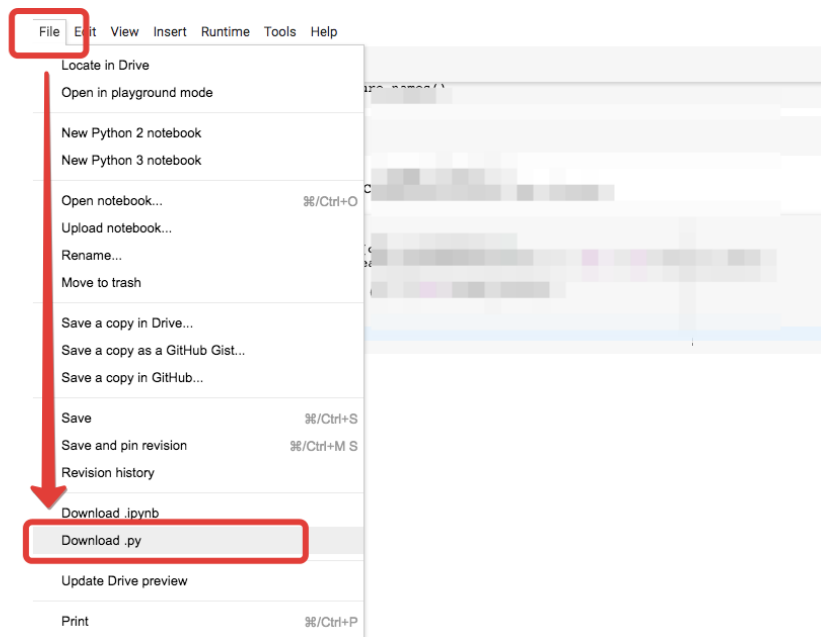 File Edit View Insert Runtime Tools Help
Locate in Drive
Open in playground mode
New Python 2 notebook
New Python 3 notebook
Open notebook... ⌘/Ctrl+O
Upload notebook...
Rename...
Move to trash
Save a copy in Drive...
Save a copy as a GitHub Gist...
Save a copy in GitHub...
Save ⌘/Ctrl+S
Save and pin revision ⌘/Ctrl+M S
Revision history
Download .ipynb
Download .py
Update Drive preview
Print ⌘/Ctrl+P